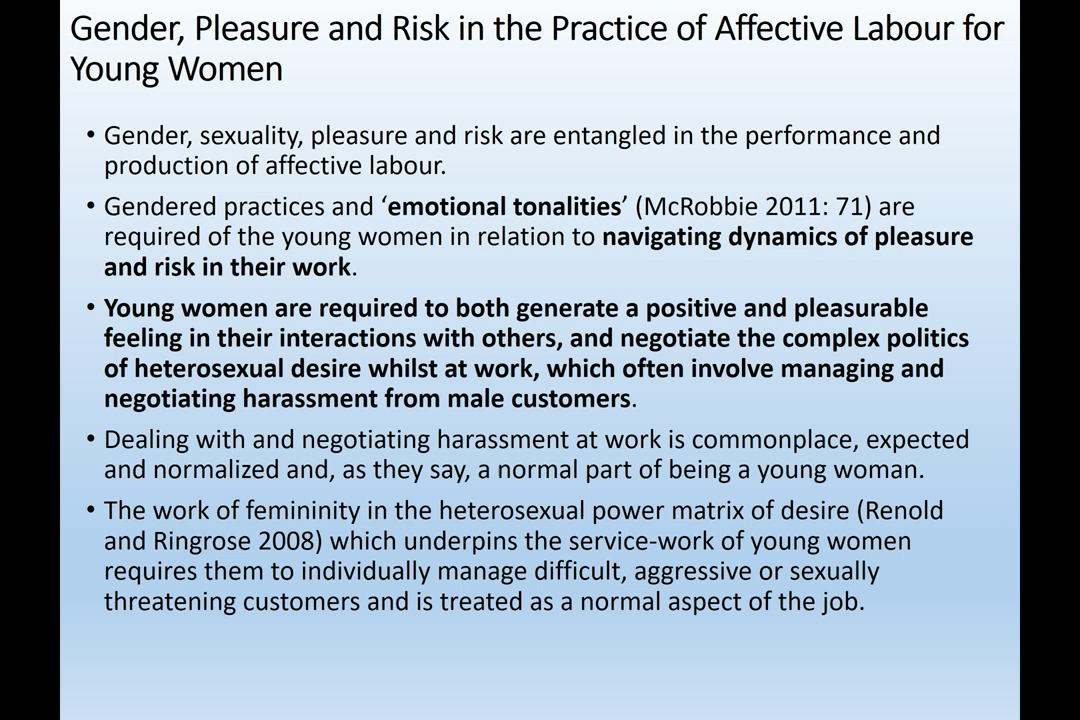 Gender, Pleasure and Risk in the Practice of Affective Labour for
Young Women
• Gender, sexuality, pleasure and risk are entangled in the performance and
production of affective labour.
• Gendered practices and ‘emotional tonalities’ (McRobbie 2011: 71) are
required of the young women in relation to navigating dynamics of pleasure
and risk in their work.
• Young women are required to both generate a positive and pleasurable
feeling in their interactions with others, and negotiate the complex politics
of heterosexual desire whilst at work, which often involve managing and
negotiating harassment from male customers.
• Dealing with and negotiating harassment at work is commonplace, expected
and normalized and, as they say, a normal part of being a young woman.
• The work of femininity in the heterosexual power matrix of desire (Renold
and Ringrose 2008) which underpins the service-work of young women
requires them to individually manage difficult, aggressive or sexually
threatening customers and is treated as a normal aspect of the job.